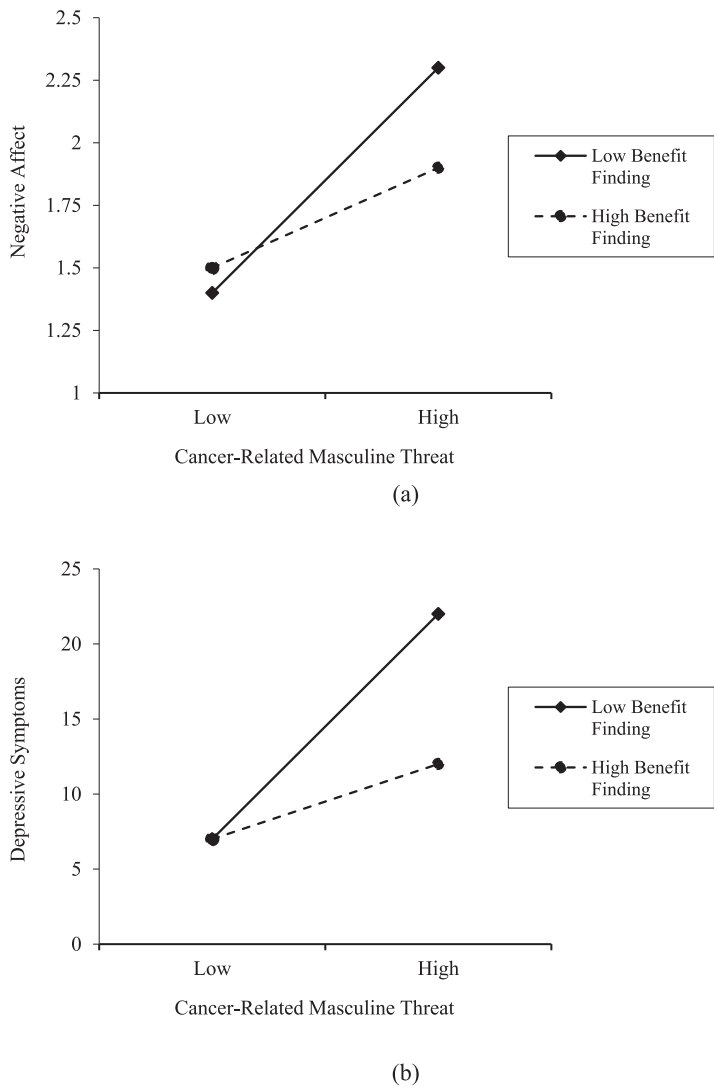 2.5
2.25
2
1.75
1.5
1.25
1
Negative Affect
Low
High
Cancer-Related Masculine Threat
Low Benefit
Finding
High Benefit
Finding
(a)
25
20
15
10
5
0
Depressive Symptoms
Low
High
Cancer-Related Masculine Threat
Low Benefit
Finding
High Benefit
Finding
(b)